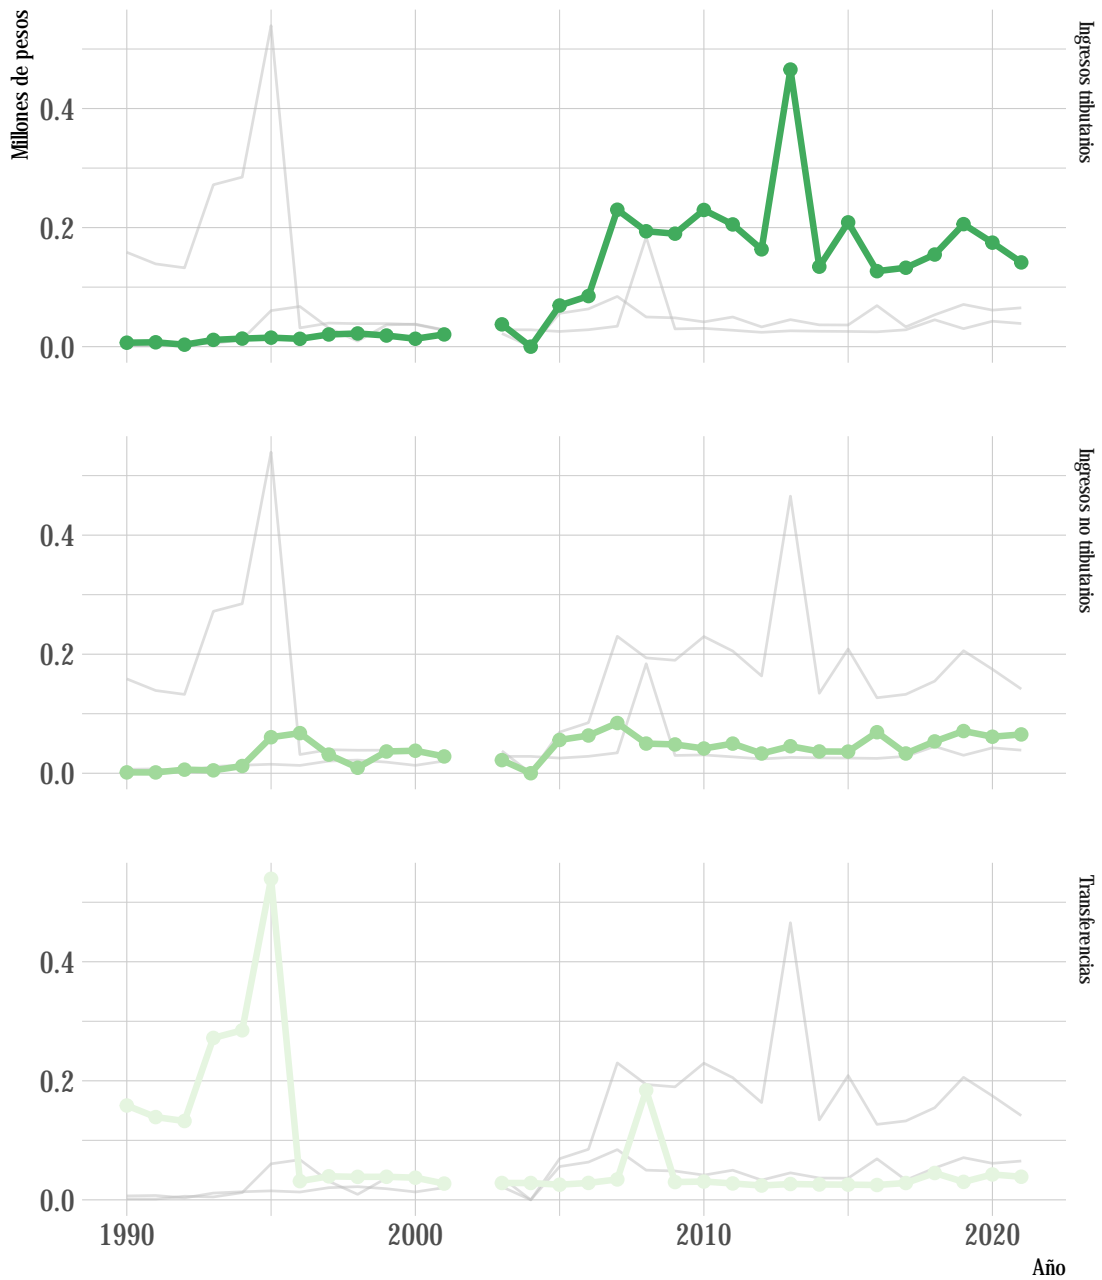 Millones de pesos
Ingresos tributarios
0.4
0.2
0.0
Ingresos no tributarios
0.4
0.2
0.0
Transferencias
0.4
0.2
0.0
1990 2000 2010 2020
Año